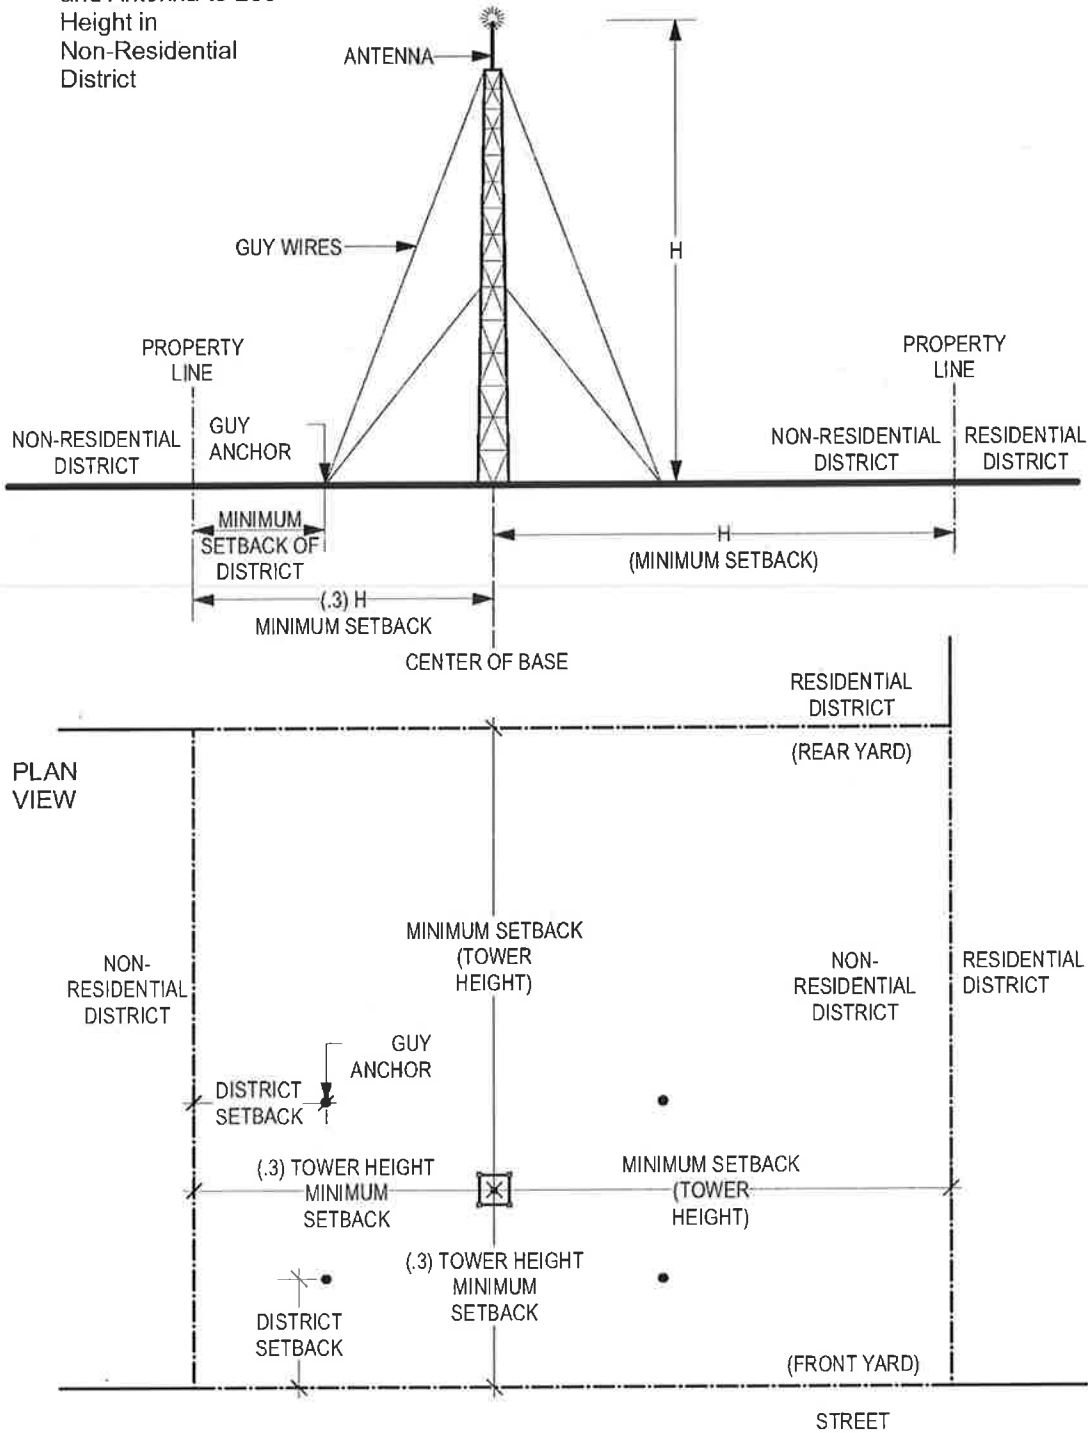 Height in
Non-Residential
District
ANTENNA
GUY WIRES
H
PROPERTY
LINE
PROPERTY
LINE
NON-RESIDENTIAL
DISTRICT
GUY
ANCHOR
NON-RESIDENTIAL
DISTRICT
RESIDENTIAL
DISTRICT
MINIMUM
SETBACK OF
DISTRICT
H
(MINIMUM SETBACK)
(.3) H
MINIMUM SETBACK
CENTER OF BASE
RESIDENTIAL
DISTRICT
(REAR YARD)
PLAN
VIEW
MINIMUM SETBACK
(TOWER
HEIGHT)
NON-
RESIDENTIAL
DISTRICT
NON-
RESIDENTIAL
DISTRICT
RESIDENTIAL
DISTRICT
GUY
ANCHOR
DISTRICT
SETBACK
(.3) TOWER HEIGHT
MINIMUM
SETBACK
MINIMUM SETBACK
(TOWER
HEIGHT)
(.3) TOWER HEIGHT
MINIMUM
SETBACK
DISTRICT
SETBACK
(FRONT YARD)
STREET